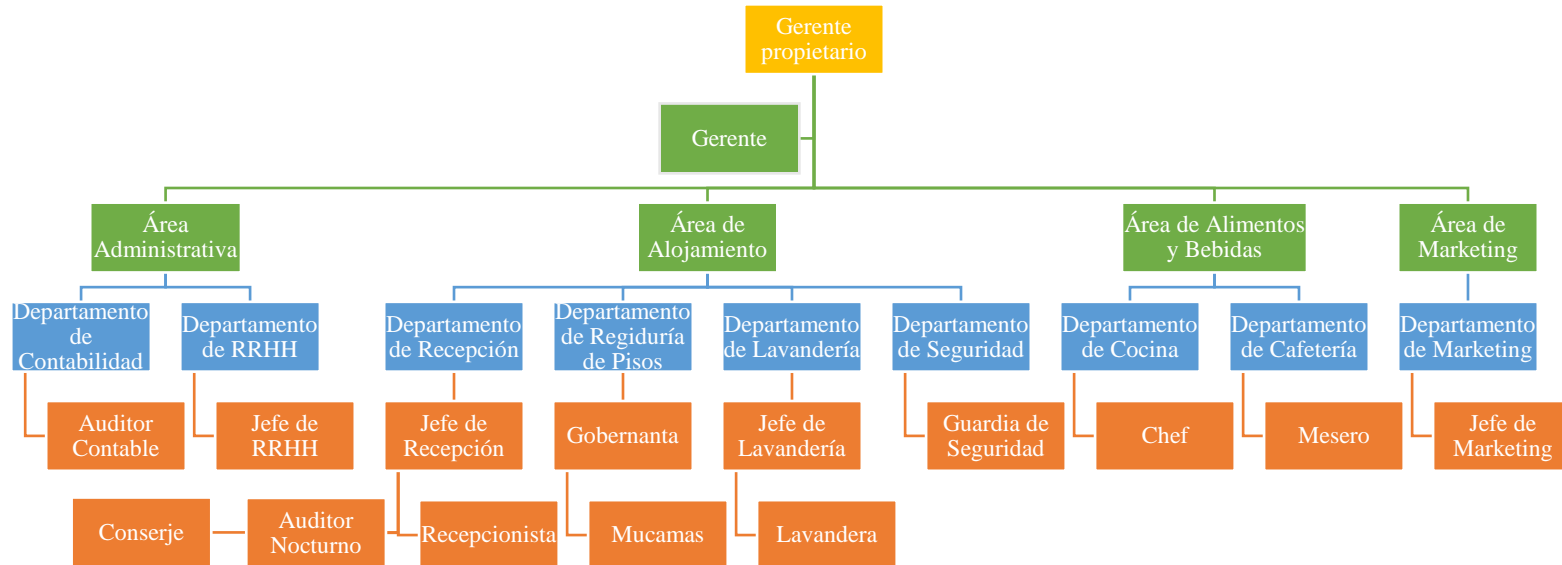 Gerente
propietario
Gerente
Área
Administrativa
Área de
Alojamiento
Área de Alimentos
y Bebidas
Área de
Marketing
Departamento
de
Contabilidad
Departamento
de RRHH
Departamento
de Recepción
Departamento
de Regiduría
de Pisos
Departamento
de Lavandería
Departamento
de Seguridad
Departamento
de Cocina
Departamento
de Cafetería
Departamento
de Marketing
Auditor
Contable
Jefe de
RRHH
Jefe de
Recepción
Gobernanta
Jefe de
Lavandería
Guardia de
Seguridad
Chef
Mesero
Jefe de
Marketing
Conserje
Auditor
Nocturno
Recepcionista
Mucamas
Lavandera